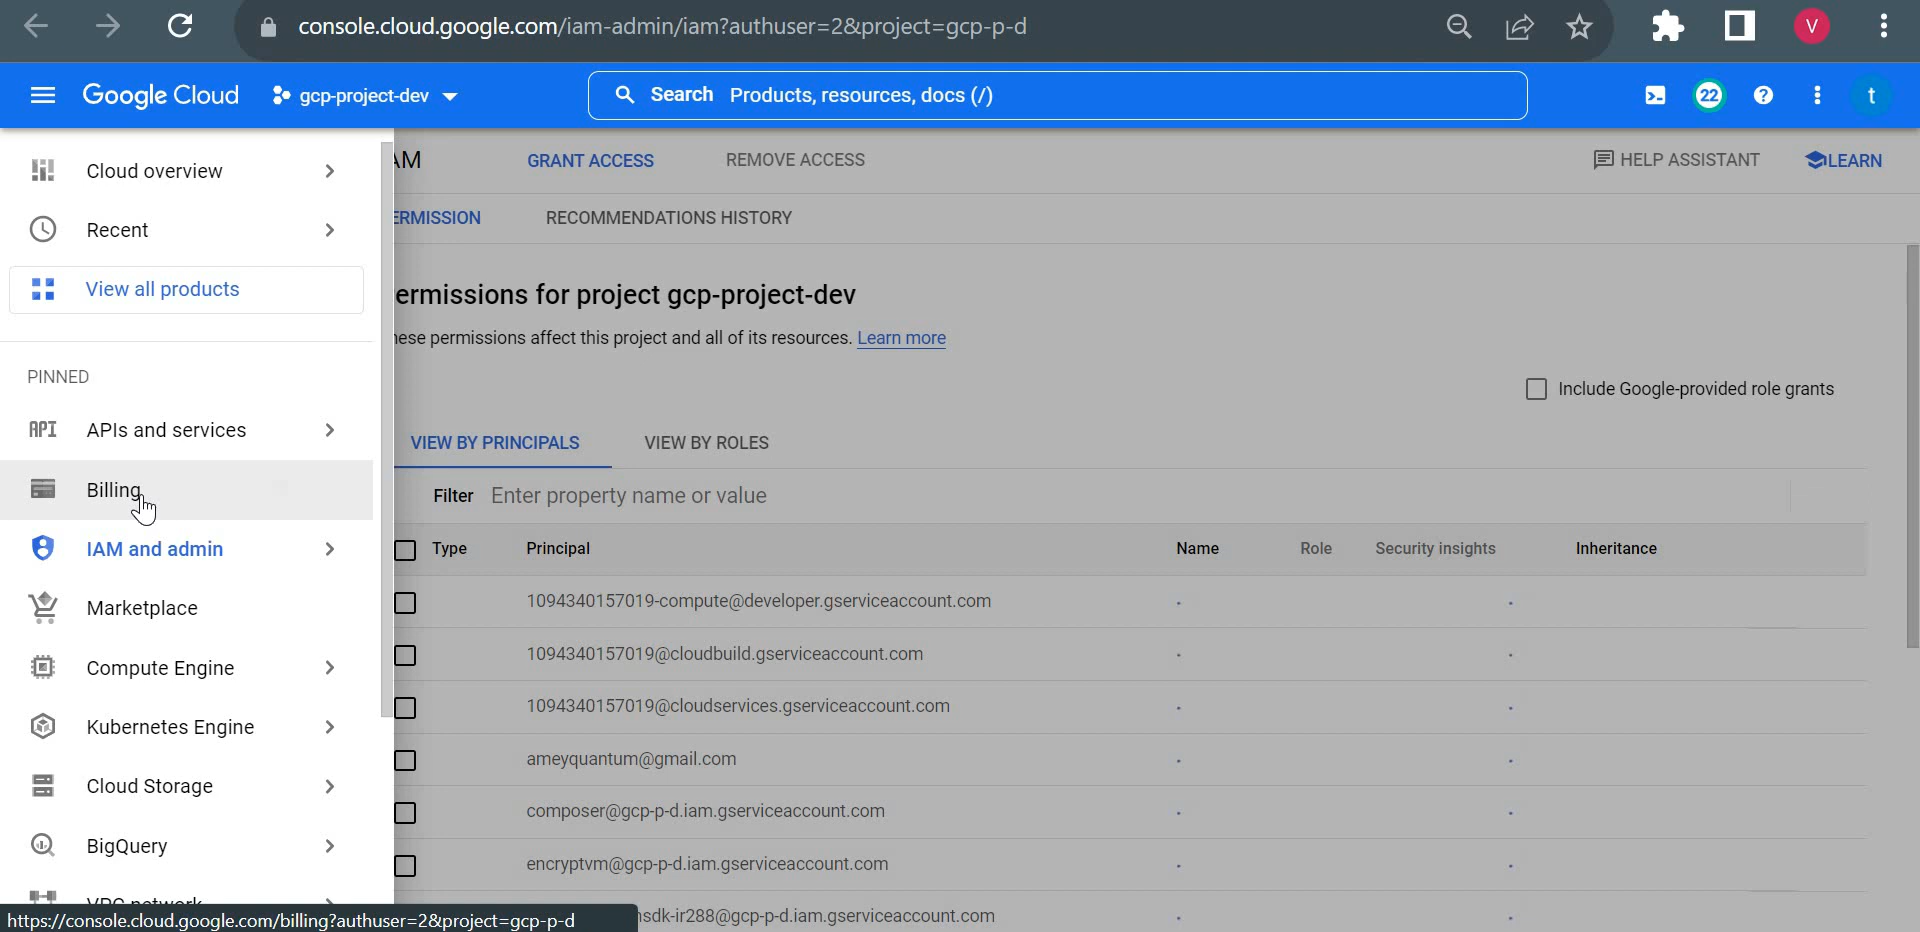 console.cloud.google.com/iam-admin/iam?authuser=2&project=gcp-p-d
V
Google Cloud
gcp-project-dev
Search Products, resources, docs (/)
22
?
t
Cloud overview
Recent
View all products
PINNED
API APIs and services
Billing
IAM and admin
Marketplace
Compute Engine
Kubernetes Engine
Cloud Storage
BigQuery
VPC network
https://console.cloud.google.com/billing?authuser=2&project=gcp-p-d
AM
GRANT ACCESS
REMOVE ACCESS
HELP ASSISTANT
LEARN
ERMISSION
RECOMMENDATIONS HISTORY
ermissions for project gcp-project-dev
hese permissions affect this project and all of its resources. Learn more
Include Google-provided role grants
VIEW BY PRINCIPALS
VIEW BY ROLES
Filter Enter property name or value
Type Principal Name Role Security insights Inheritance
1094340157019-compute@developer.gserviceaccount.com
1094340157019@cloudbuild.gserviceaccount.com
1094340157019@cloudservices.gserviceaccount.com
ameyquantum@gmail.com
composer@gcp-p-d.iam.gserviceaccount.com
encryptvm@gcp-p-d.iam.gserviceaccount.com
nsdk-ir288@gcp-p-d.iam.gserviceaccount.com